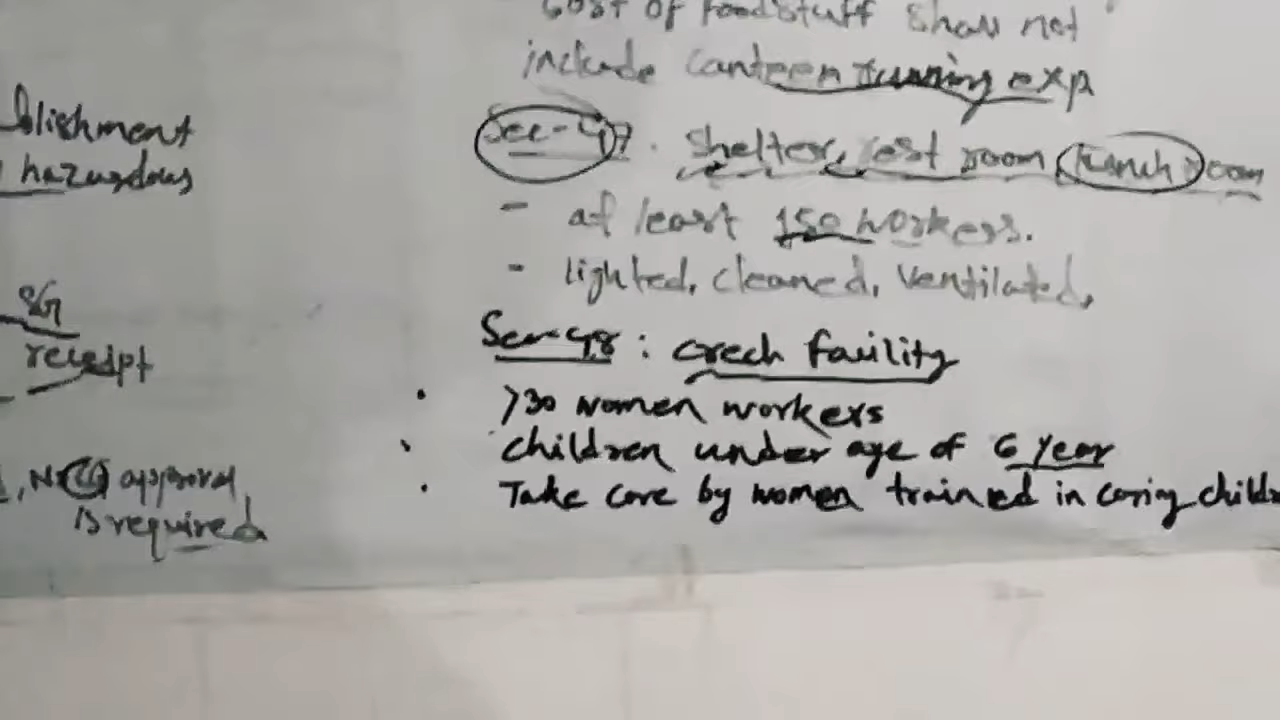 blishment
hazardous
&G
receipt
, NOC approval
is required
Cost of food stuff shall not
include canteen running exp
Sec-47. Shelter, rest room, lunch room
- at least 150 workers.
- lighted, cleaned, ventilated,
Sec-48: crech facility
>30 women workers
children under age of 6 year
Take care by women trained in caring childr